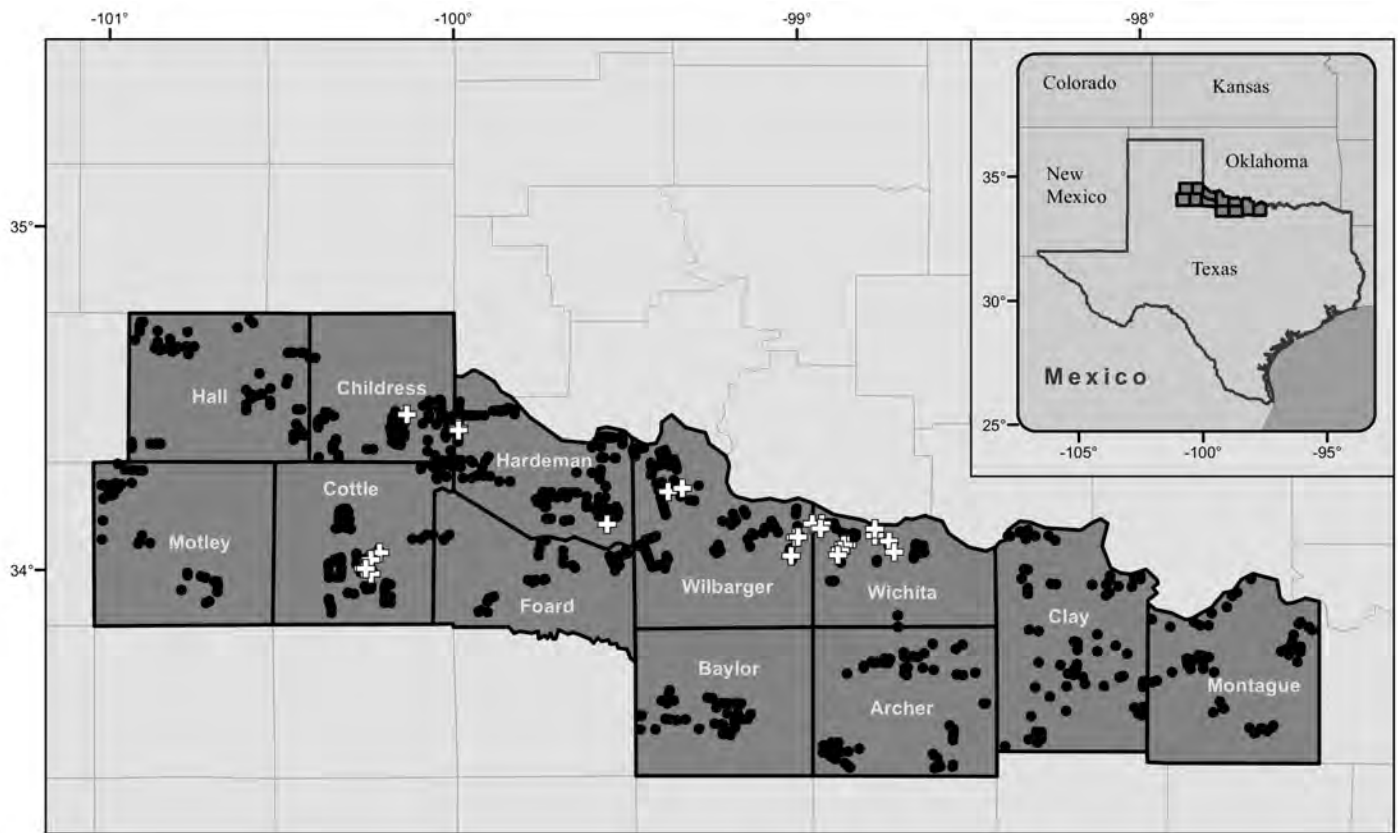 -101°
-100°
-99°
-98°
35°
34°
Hall
Childress
Hardeman
Cottle
Motley
Foard
Wilbarger
Wichita
Clay
Baylor
Archer
Montague
Colorado
Kansas
New
Mexico
Oklahoma
Texas
Mexico
35°
30°
25°
-105°
-100°
-95°